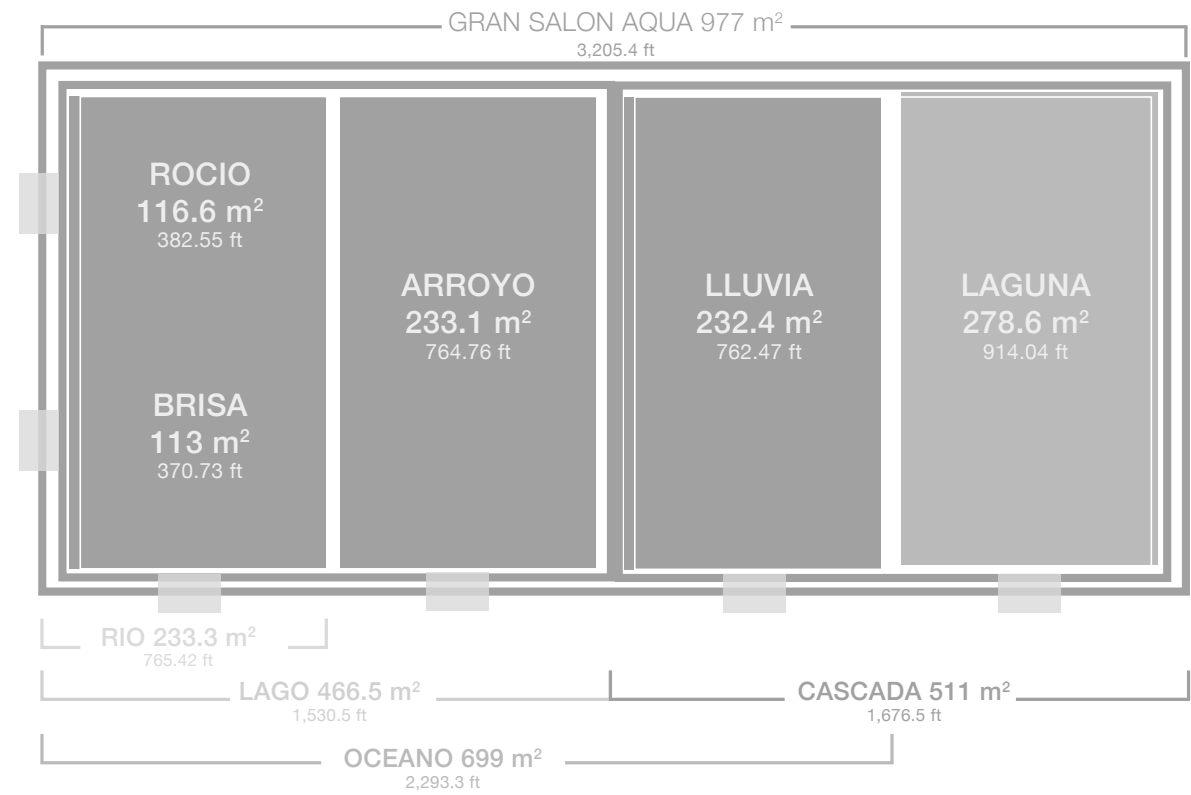 GRAN SALON AQUA 977 m²
3,205.4 ft
ROCIO
116.6 m²
382.55 ft
BRISA
113 m²
370.73 ft
ARROYO
233.1 m²
764.76 ft
LLUVIA
232.4 m²
762.47 ft
LAGUNA
278.6 m²
914.04 ft
RIO 233.3 m²
765.42 ft
LAGO 466.5 m²
1,530.5 ft
CASCADA 511 m²
1,676.5 ft
OCEANO 699 m²
2,293.3 ft